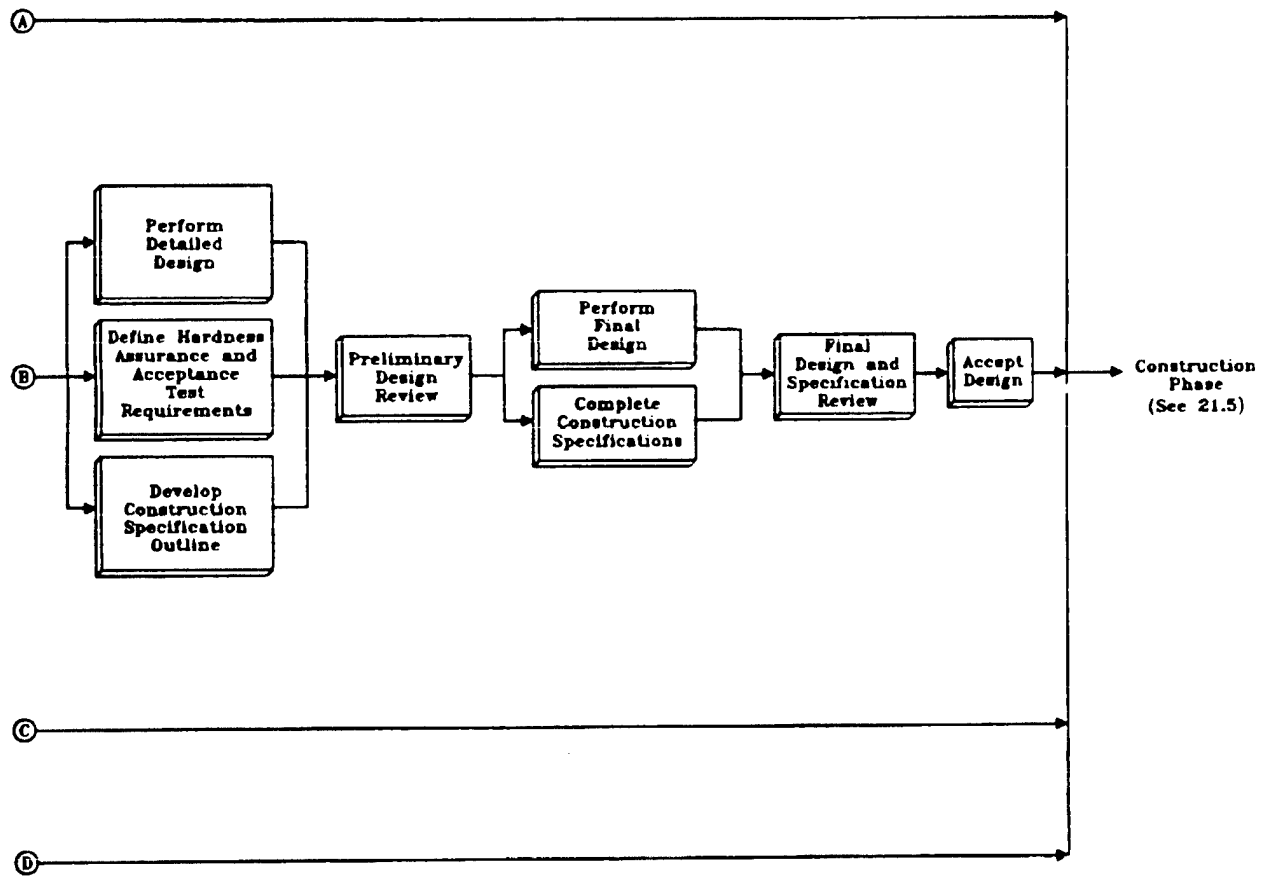 A
Perform
Detailed
Design
B
Define Hardness
Assurance and
Acceptance
Test
Requirements
Develop
Construction
Specification
Outline
Preliminary
Design
Review
Perform
Final
Design
Complete
Construction
Specifications
Final
Design and
Specification
Review
Accept
Design
Construction
Phase
(See 21.5)
C
D